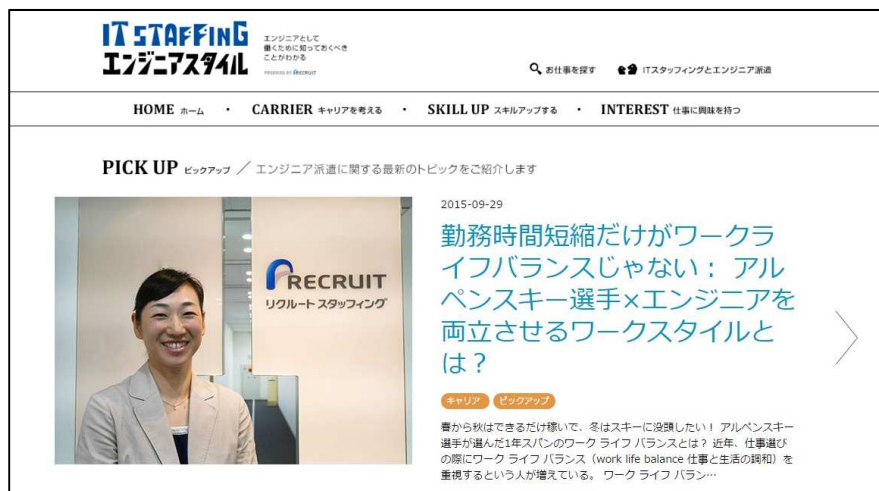 IT STAFFING
エンジニアスタイル
エンジニアとして
働くために知っておくべき
ことがわかる
PRODUCED BY RECRUIT
お仕事を探す
ITスタッフィングとエンジニア派遣
HOME ホーム ・ CARRIER キャリアを考える ・ SKILL UP スキルアップする ・ INTEREST 仕事に興味を持つ
PICK UP ピックアップ ／ エンジニア派遣に関する最新のトピックをご紹介します
RECRUIT
リクルート スタッフィング
2015-09-29
勤務時間短縮だけがワークラ
イフバランスじゃない： アル
ペンスキー選手×エンジニアを
両立させるワークスタイルと
は？
キャリア ピックアップ
春から秋はできるだけ稼いで、冬はスキーに没頭したい！ アルペンスキー
選手が選んだ1年スパンのワーク ライフ バランスとは？ 近年、仕事選び
の際にワーク ライフ バランス（work life balance 仕事と生活の調和）を
重視するという人が増えている。 ワーク ライフ バラン…